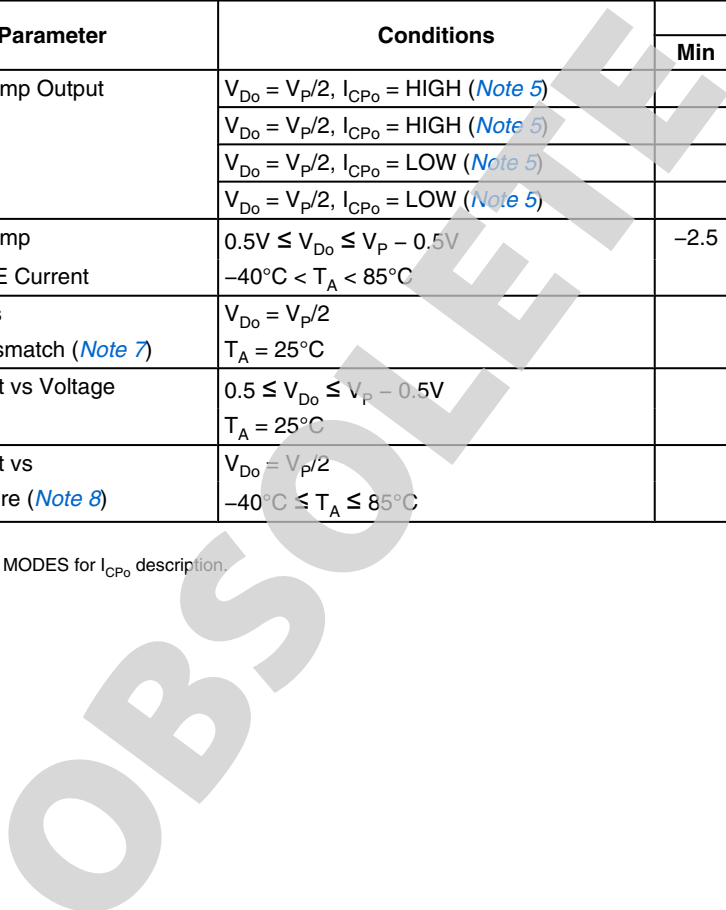 Parameter Conditions
Min
mp Output V_Do = V_P/2, I_CPo = HIGH (Note 5)
V_Do = V_P/2, I_CPo = HIGH (Note 5)
V_Do = V_P/2, I_CPo = LOW (Note 5)
V_Do = V_P/2, I_CPo = LOW (Note 5)
mp 0.5V ≤ V_Do ≤ V_P − 0.5V −2.5
E Current −40°C < T_A < 85°C
s V_Do = V_P/2
smatch (Note 7) T_A = 25°C
t vs Voltage 0.5 ≤ V_Do ≤ V_P − 0.5V
T_A = 25°C
t vs V_Do = V_P/2
re (Note 8) −40°C ≤ T_A ≤ 85°C
MODES for I_CPo description.
OBSOLETE